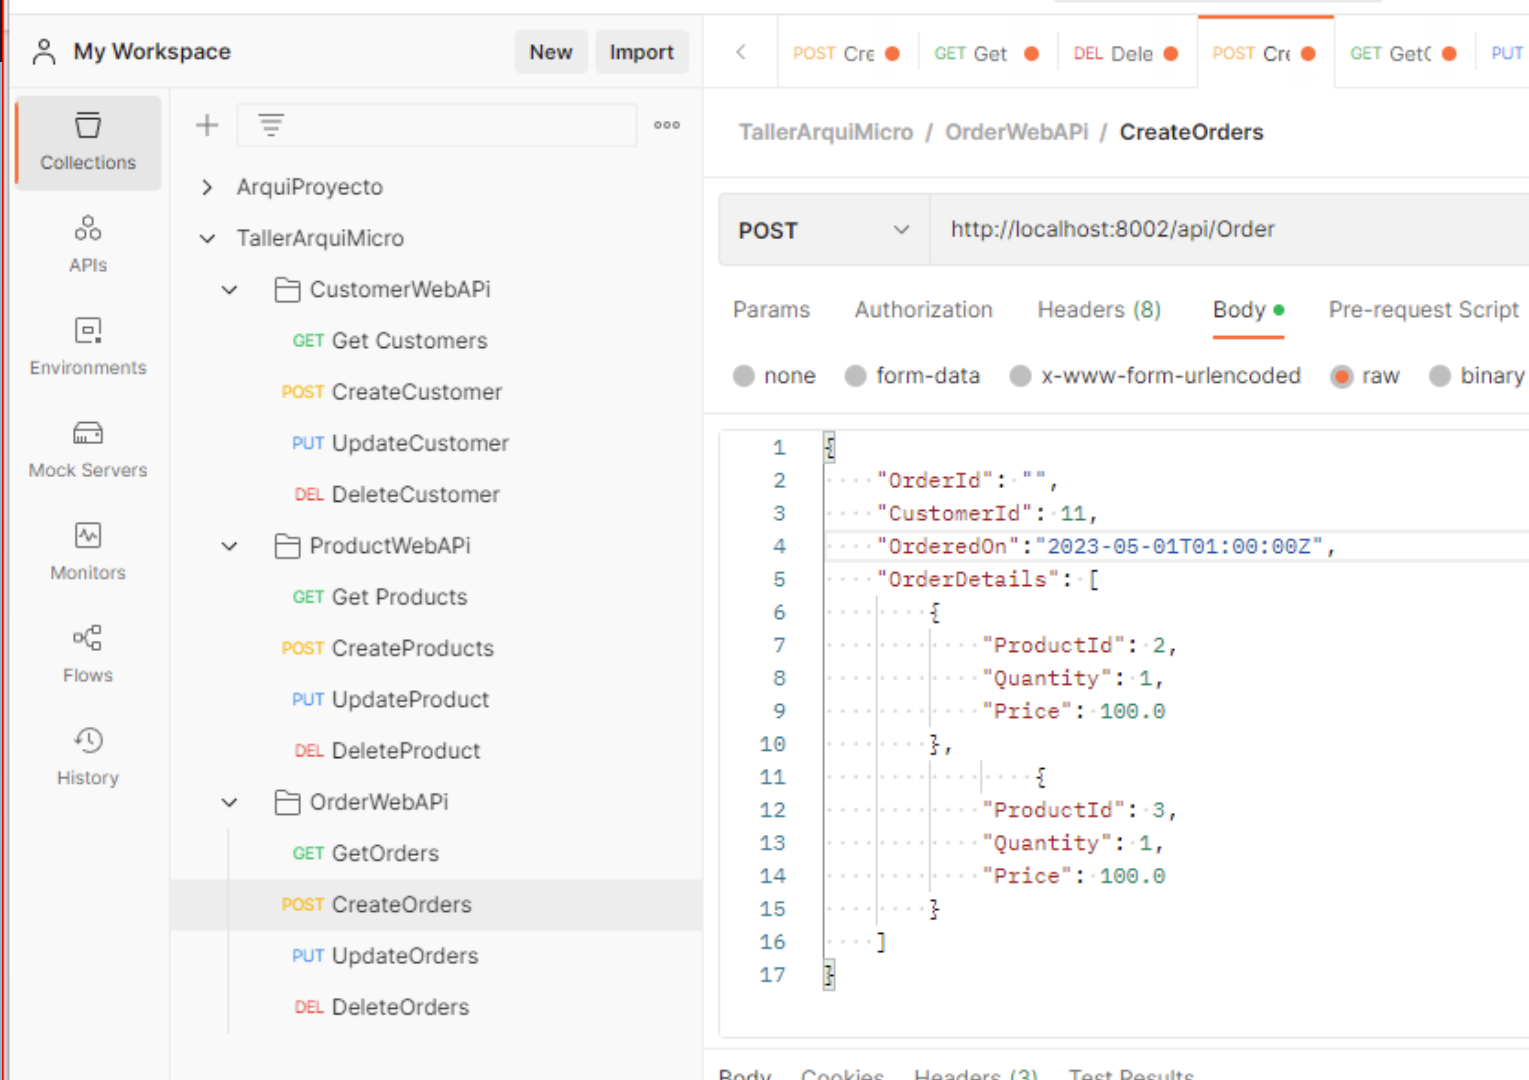 My Workspace
New
Import
POST Cre
GET Get
DEL Dele
POST Cre
GET Get
PUT
Collections
APIs
Environments
Mock Servers
Monitors
Flows
History
ArquiProyecto
TallerArquiMicro
CustomerWebAPi
GET Get Customers
POST CreateCustomer
PUT UpdateCustomer
DEL DeleteCustomer
ProductWebAPi
GET Get Products
POST CreateProducts
PUT UpdateProduct
DEL DeleteProduct
OrderWebAPi
GET GetOrders
POST CreateOrders
PUT UpdateOrders
DEL DeleteOrders
TallerArquiMicro / OrderWebAPi / CreateOrders
POST
http://localhost:8002/api/Order
Params Authorization Headers (8) Body Pre-request Script
none form-data x-www-form-urlencoded raw binary
1 {
2 "OrderId": "",
3 "CustomerId": 11,
4 "OrderedOn":"2023-05-01T01:00:00Z",
5 "OrderDetails": [
6 {
7 "ProductId": 2,
8 "Quantity": 1,
9 "Price": 100.0
10 },
11 {
12 "ProductId": 3,
13 "Quantity": 1,
14 "Price": 100.0
15 }
16 ]
17 }
Body Cookies Headers (3) Test Results